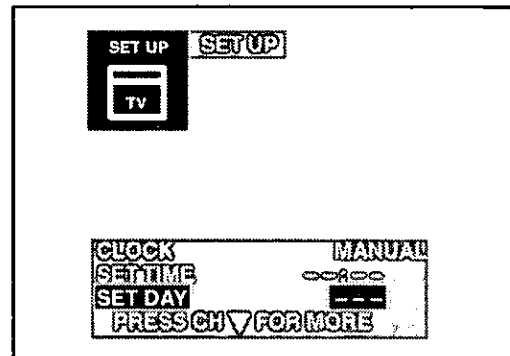 SET UP SET UP
TV
CLOCK MANUAL
SET TIME --:--
SET DAY ---
PRESS CH ▽ FOR MORE